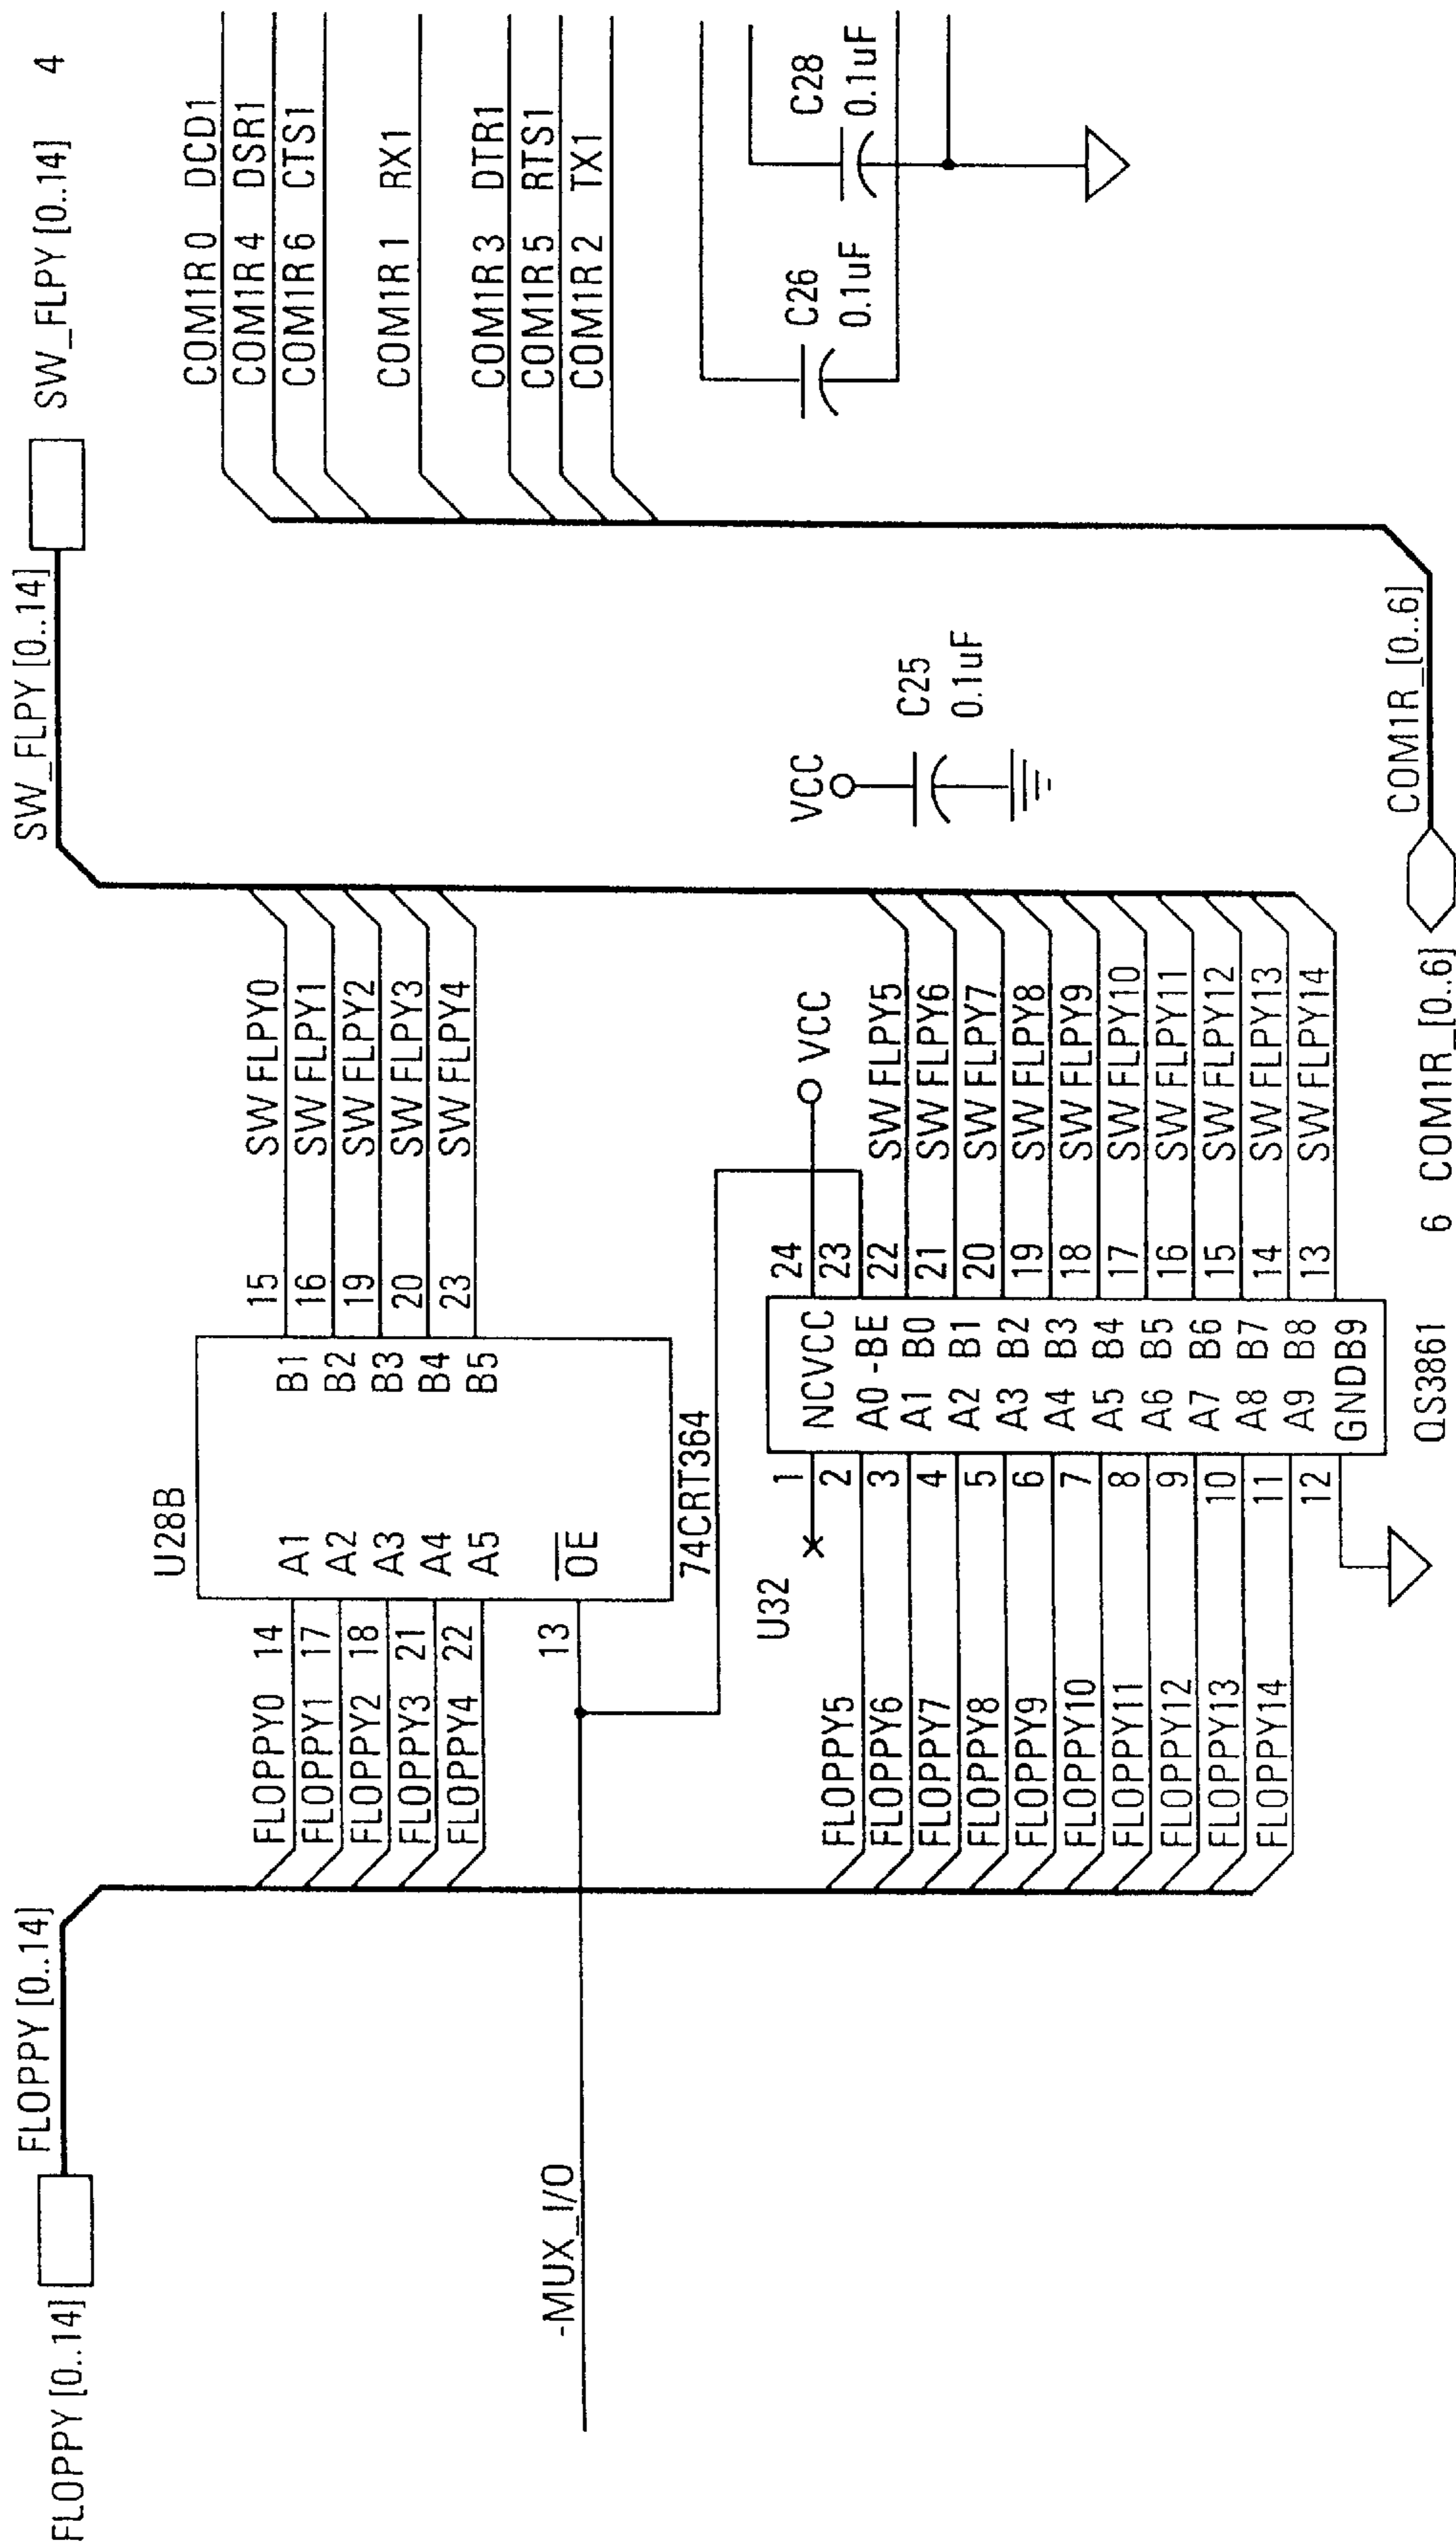 FLOPPY [0..14]
FLOPPY [0..14]
SW_FLPY [0..14]
SW_FLPY [0..14] 4
U28B
FLOPPY0 14 A1 B1 15 SW FLPY0
FLOPPY1 17 A2 B2 16 SW FLPY1
FLOPPY2 18 A3 B3 19 SW FLPY2
FLOPPY3 21 A4 B4 20 SW FLPY3
FLOPPY4 22 A5 B5 23 SW FLPY4
-MUX_I/O
13 OE
74CRT364
U32
1 NCVCC 24 VCC
FLOPPY5 2 A0 -BE 23
FLOPPY6 3 A1 B0 22 SW FLPY5
FLOPPY7 4 A2 B1 21 SW FLPY6
FLOPPY8 5 A3 B2 20 SW FLPY7
FLOPPY9 6 A4 B3 19 SW FLPY8
FLOPPY10 7 A5 B4 18 SW FLPY9
FLOPPY11 8 A6 B5 17 SW FLPY10
FLOPPY12 9 A7 B6 16 SW FLPY11
FLOPPY13 10 A8 B7 15 SW FLPY12
FLOPPY14 11 A9 B8 14 SW FLPY13
12 GNDB9 13 SW FLPY14
QS3861
VCC
C25
0.1uF
COM1R 0 DCD1
COM1R 4 DSR1
COM1R 6 CTS1
COM1R 1 RX1
COM1R 3 DTR1
COM1R 5 RTS1
COM1R 2 TX1
C26
0.1uF
C28
0.1uF
6 COM1R_[0..6]
COM1R_[0..6]